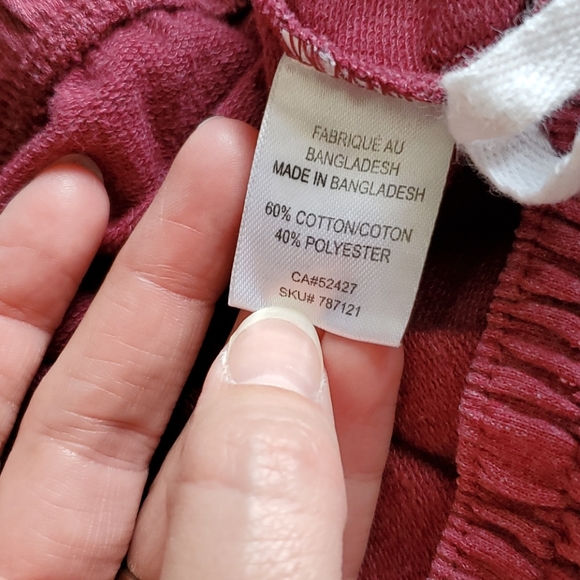 FABRIQUÉ AU
BANGLADESH
MADE IN BANGLADESH
60% COTTON/COTON
40% POLYESTER
CA#52427
SKU# 787121